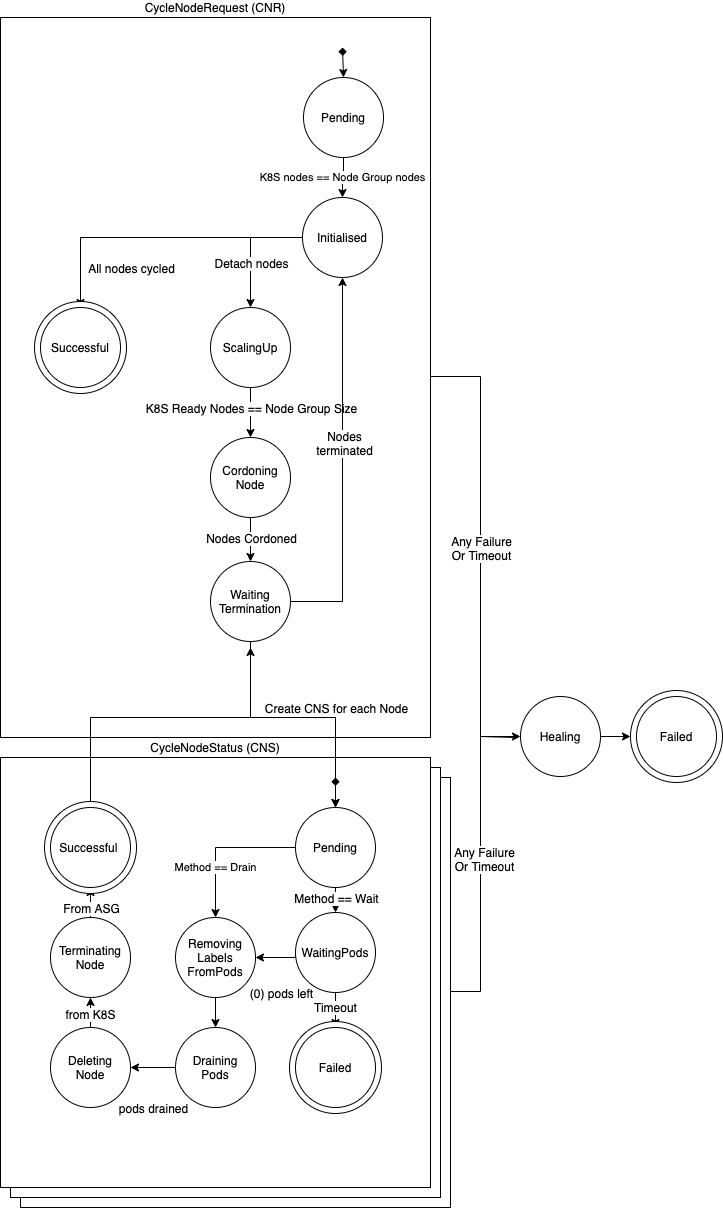 CycleNodeRequest (CNR)
Pending
K8S nodes == Node Group nodes
Initialised
All nodes cycled
Detach nodes
Successful
ScalingUp
K8S Ready Nodes == Node Group Size
Nodes
terminated
Cordoning
Node
Nodes Cordoned
Waiting
Termination
Any Failure
Or Timeout
Create CNS for each Node
Healing
Failed
CycleNodeStatus (CNS)
Successful
Pending
Method == Drain
Any Failure
Or Timeout
Method == Wait
From ASG
Terminating
Node
Removing
Labels
FromPods
WaitingPods
(0) pods left
Timeout
from K8S
Deleting
Node
Draining
Pods
Failed
pods drained